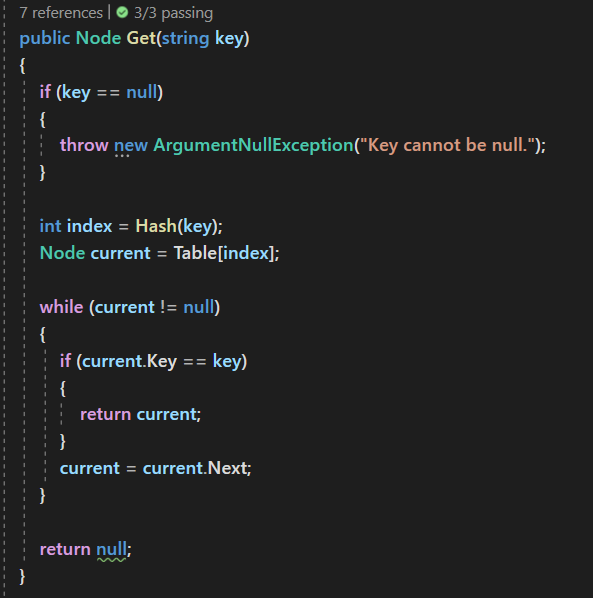 7 references | 3/3 passing
public Node Get(string key)
{
if (key == null)
{
throw new ArgumentNullException("Key cannot be null.");
}
int index = Hash(key);
Node current = Table[index];
while (current != null)
{
if (current.Key == key)
{
return current;
}
current = current.Next;
}
return null;
}